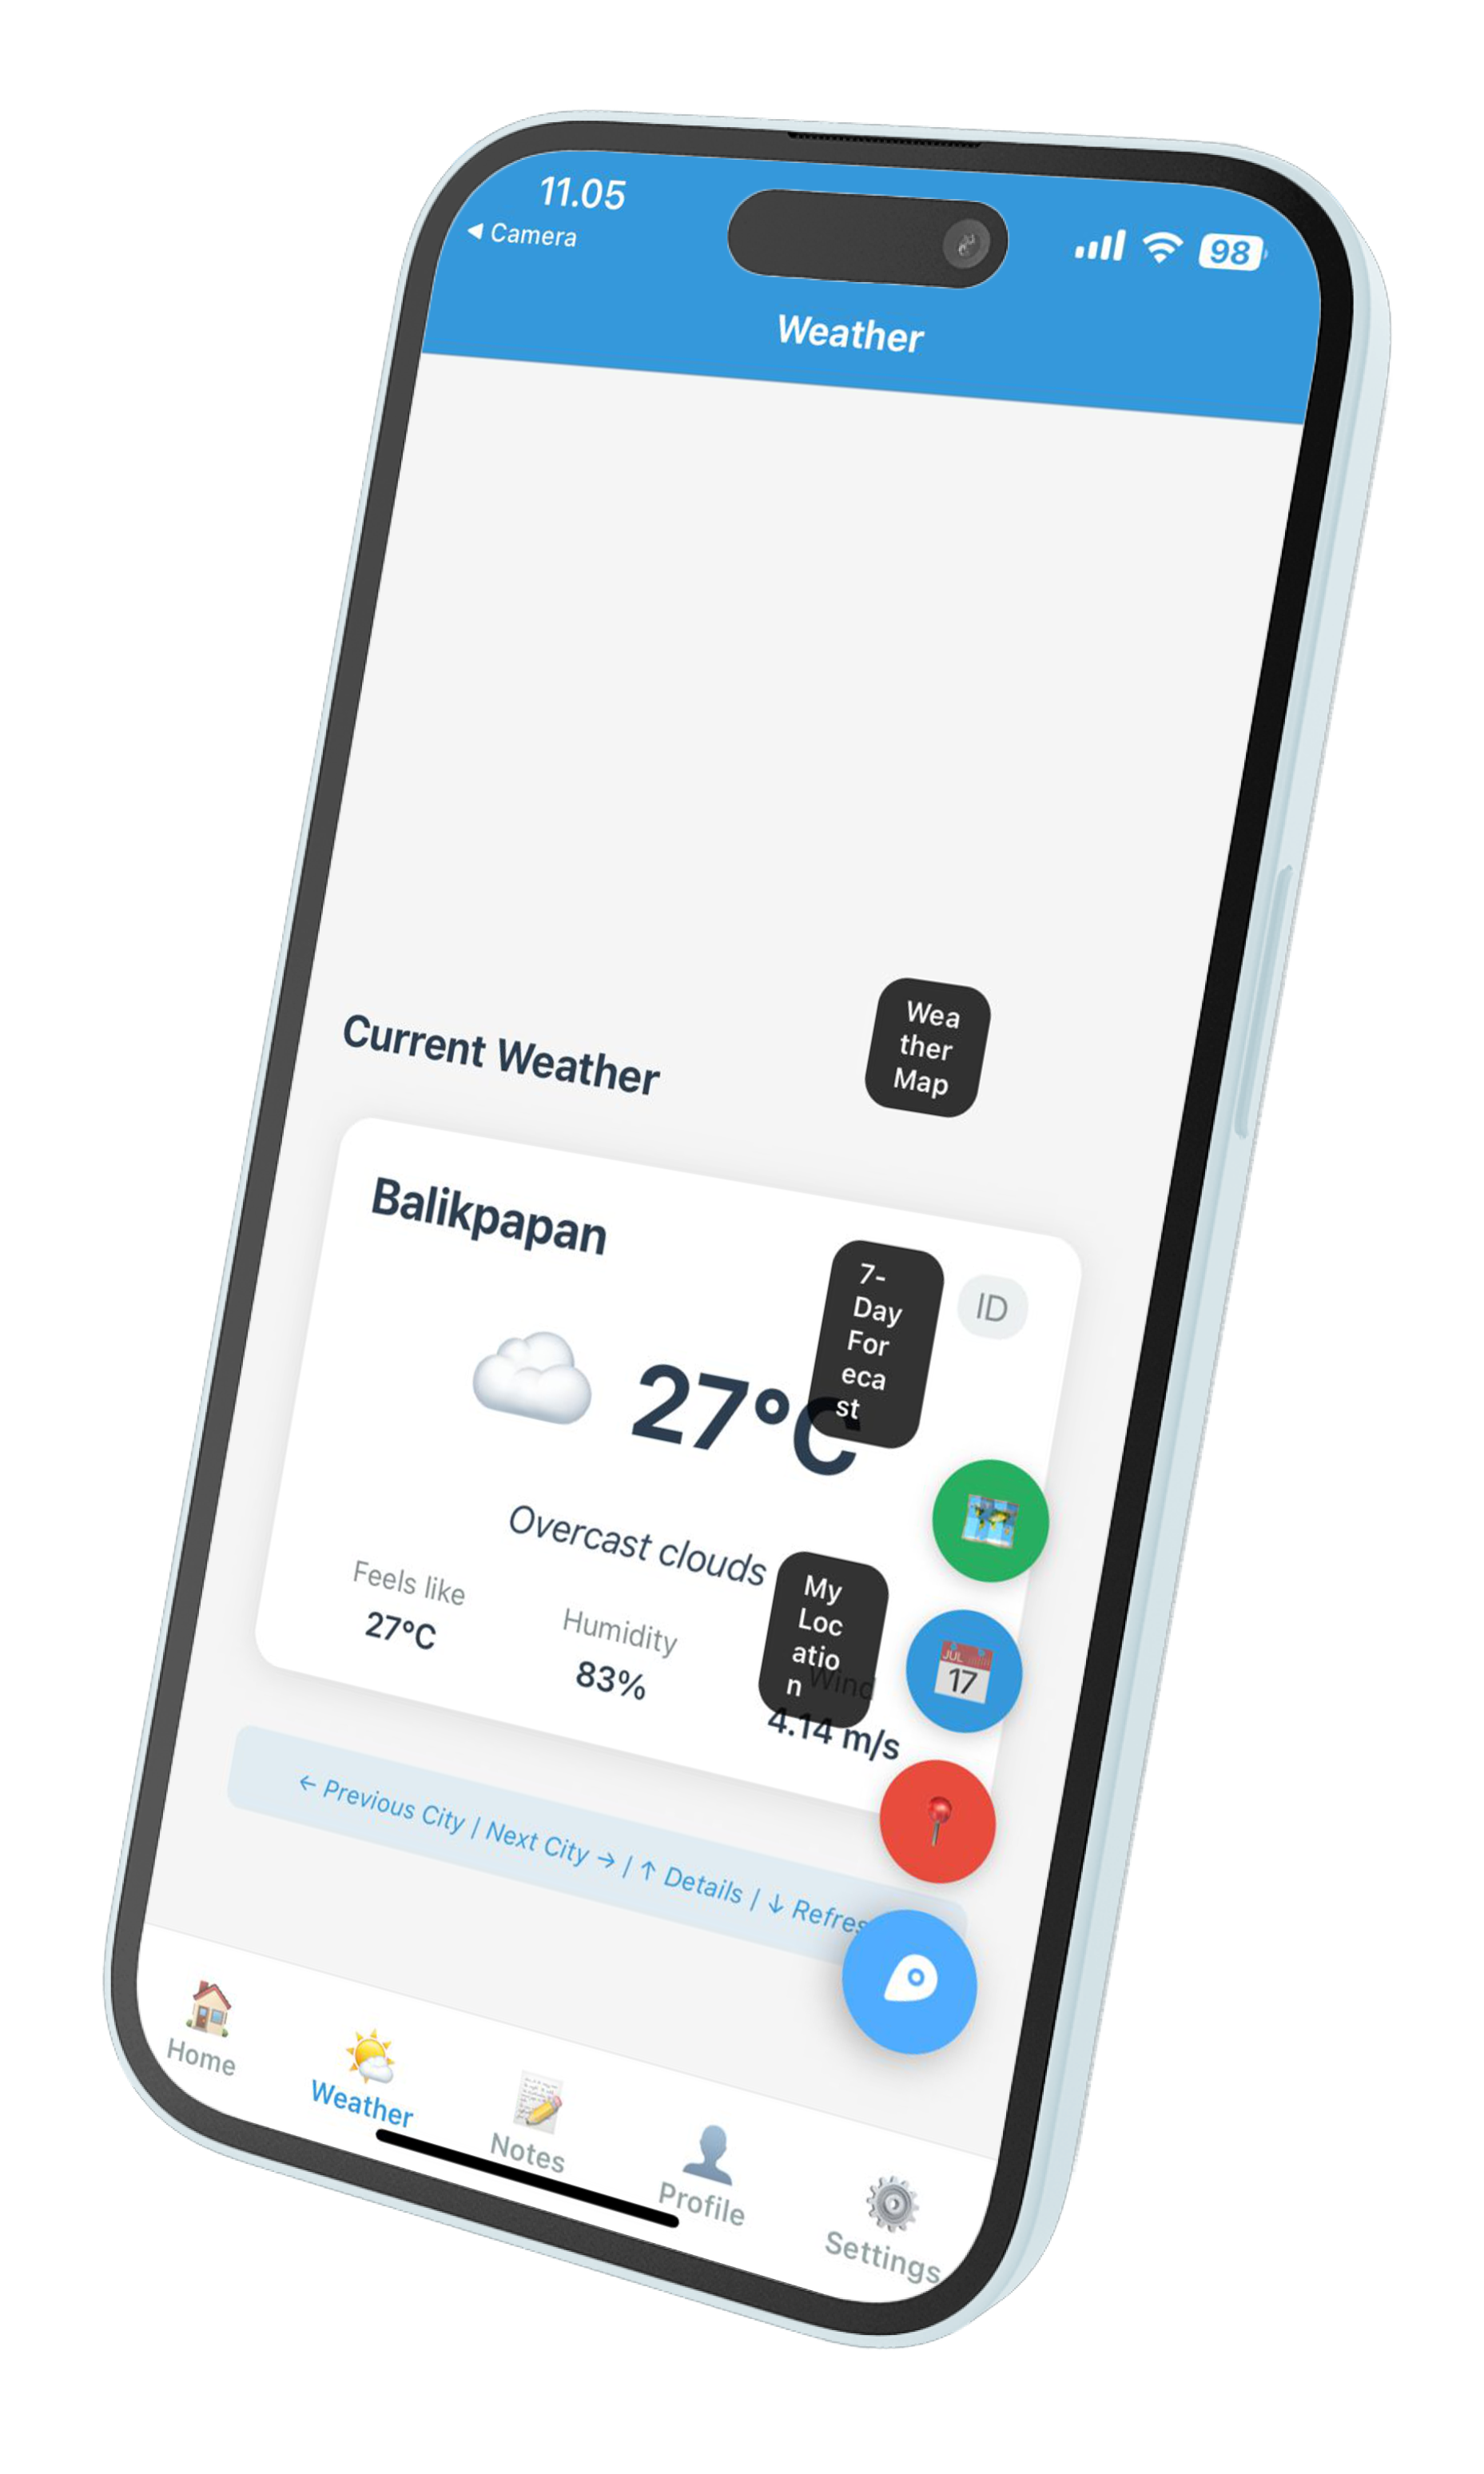 11.05
◀ Camera
98
Weather
Current Weather
Wea
ther
Map
Balikpapan
7-
Day
For
eca
st
ID
27°C
Overcast clouds
Feels like
27°C
Humidity
83%
My
Loc
atio
n
Wind
4.14 m/s
JUL
17
← Previous City | Next City → | ↑ Details | ↓ Refres
Home
Weather
Notes
Profile
Settings